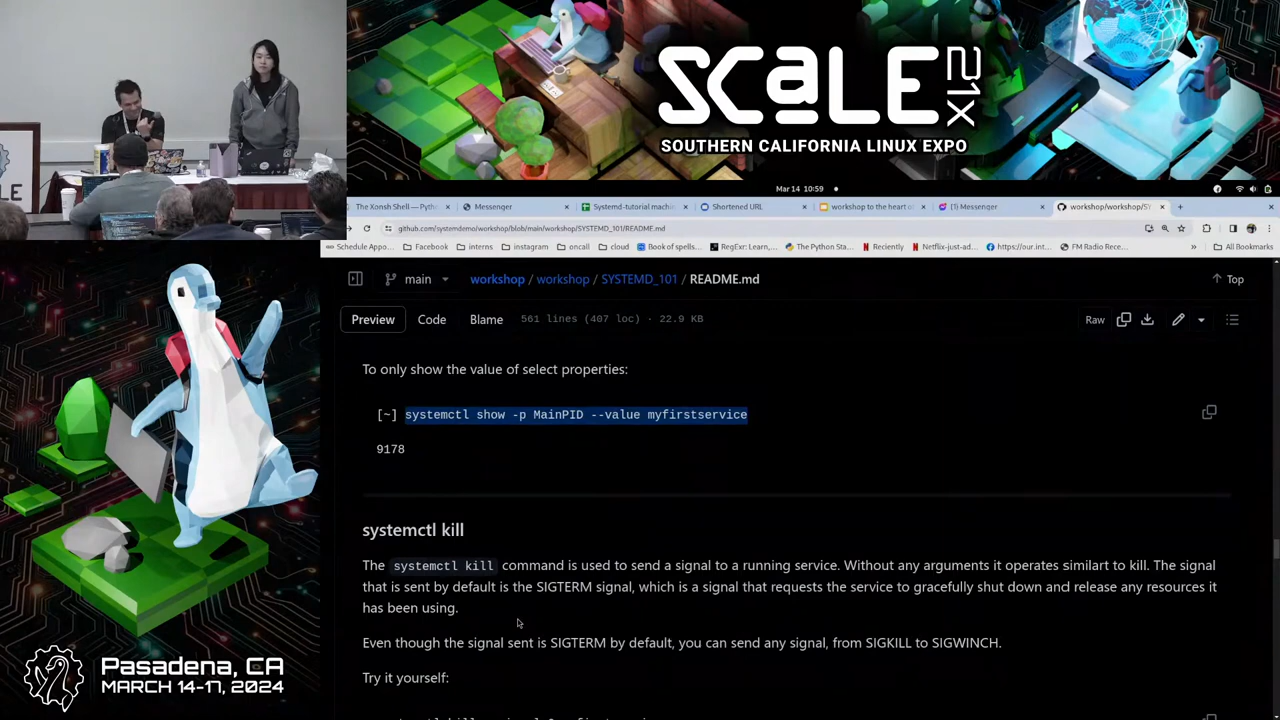 SCALE 21X
SOUTHERN CALIFORNIA LINUX EXPO
Mar 14 10:59
The Xonsh Shell — Pyth
Messenger
Systemd-tutorial machi
Shortened URL
workshop to the heart o
(1) Messenger
workshop/workshop/SY
github.com/systemdemo/workshop/blob/main/workshop/SYSTEMD_101/README.md
Schedule Appo...
Facebook
interns
instagram
oncall
cloud
Book of spells...
RegExr: Learn,...
The Python Sta...
Recently
Netflix-just-ad...
https://our.int...
FM Radio Rece...
All Bookmarks
main
workshop / workshop / SYSTEMD_101 / README.md
Top
Preview
Code
Blame
561 lines (407 loc) · 22.9 KB
Raw
To only show the value of select properties:
[~] systemctl show -p MainPID --value myfirstservice
9178
systemctl kill
The systemctl kill command is used to send a signal to a running service. Without any arguments it operates similart to kill. The signal
that is sent by default is the SIGTERM signal, which is a signal that requests the service to gracefully shut down and release any resources it
has been using.
Even though the signal sent is SIGTERM by default, you can send any signal, from SIGKILL to SIGWINCH.
Try it yourself:
Pasadena, CA
MARCH 14-17, 2024